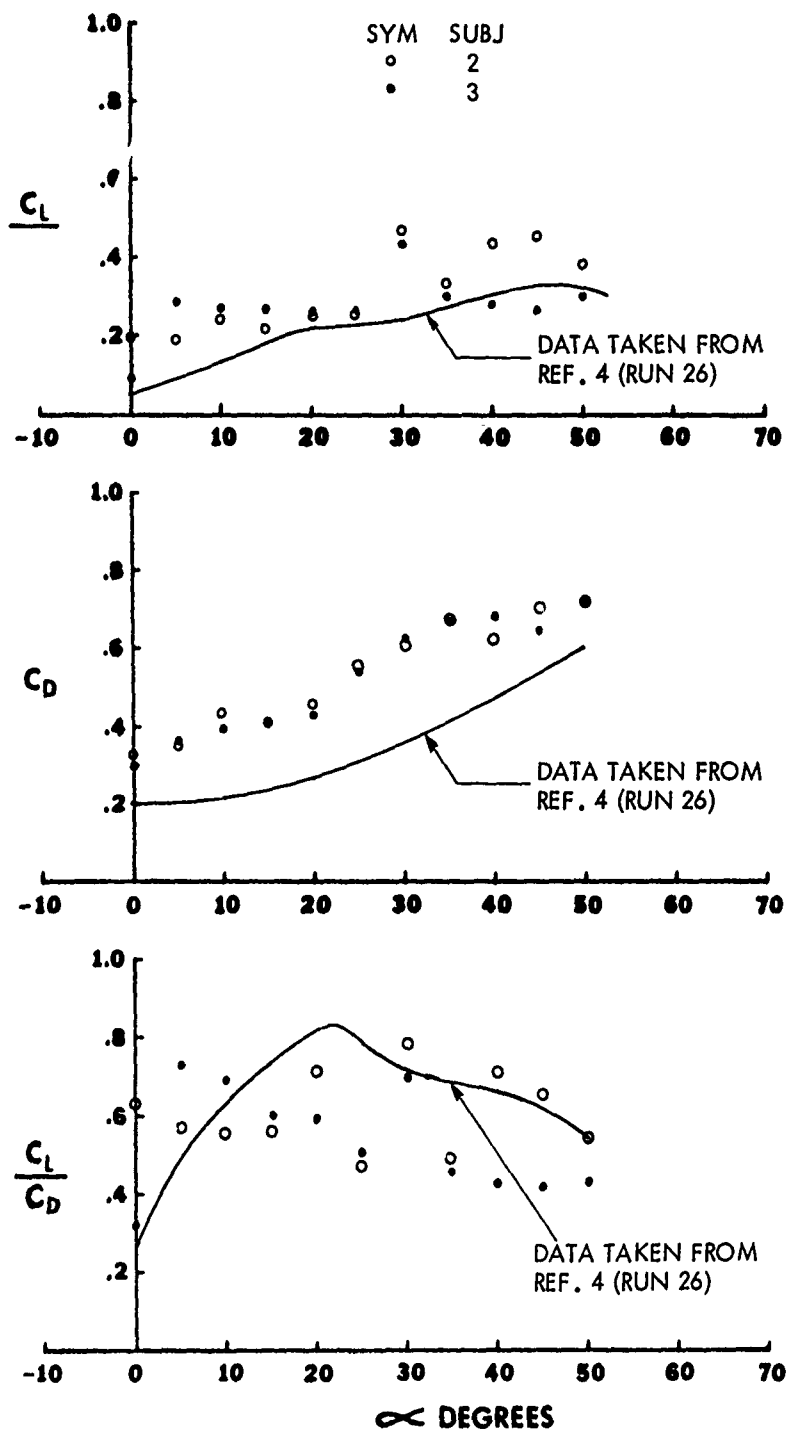 SYM SUBJ
2
3
1.0
.8
.6
.4
.2
C_L
DATA TAKEN FROM
REF. 4 (RUN 26)
-10 0 10 20 30 40 50 60 70
1.0
.8
.6
.4
.2
C_D
DATA TAKEN FROM
REF. 4 (RUN 26)
-10 0 10 20 30 40 50 60 70
1.0
.8
.6
.4
.2
C_L
C_D
DATA TAKEN FROM
REF. 4 (RUN 26)
-10 0 10 20 30 40 50 60 70
∝ DEGREES